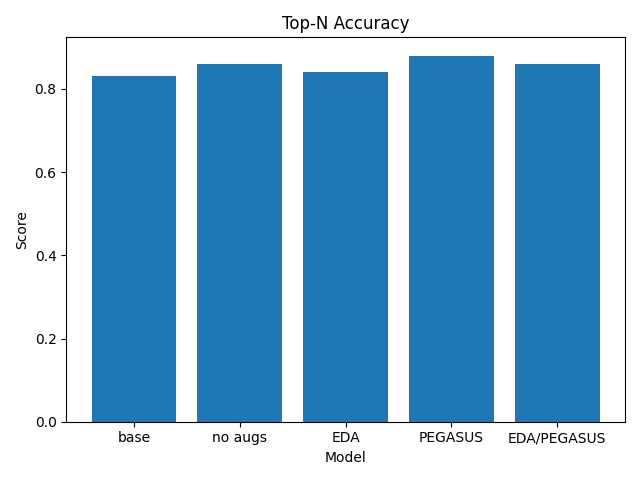 Top-N Accuracy
Score
0.8
0.6
0.4
0.2
0.0
base no augs EDA PEGASUS EDA/PEGASUS
Model